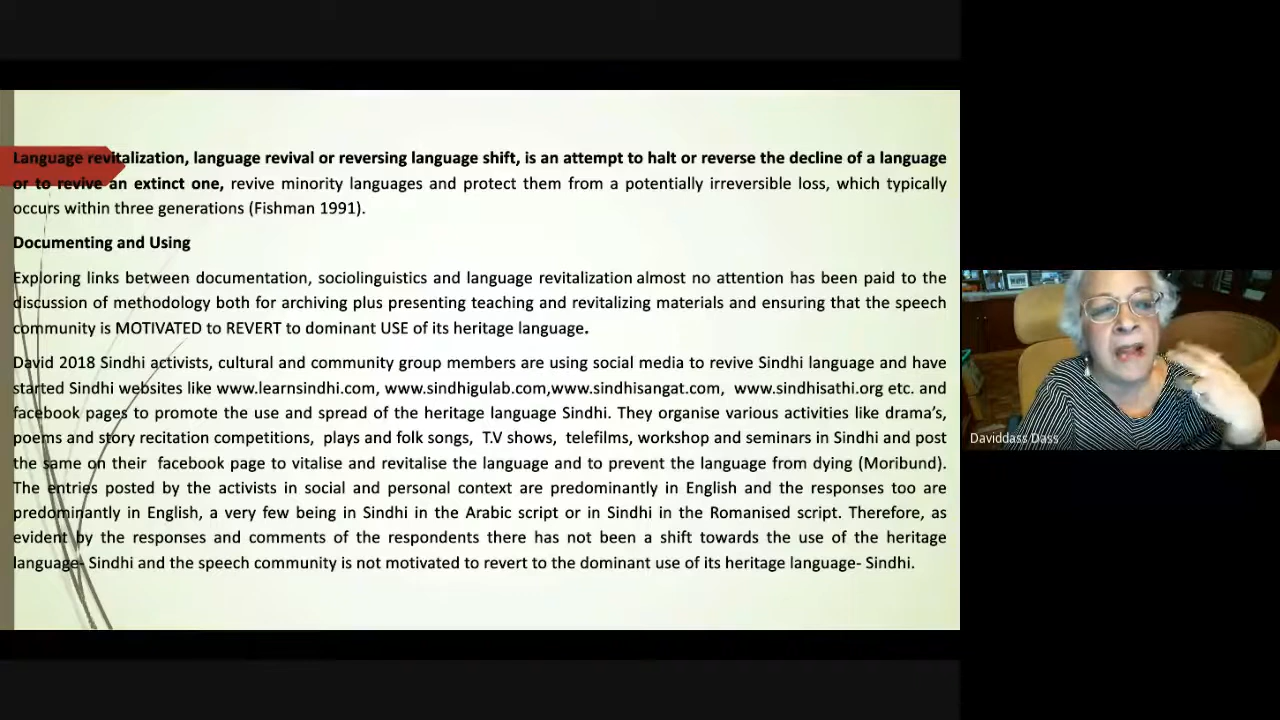 Language revitalization, language revival or reversing language shift, is an attempt to halt or reverse the decline of a language
or to revive an extinct one, revive minority languages and protect them from a potentially irreversible loss, which typically
occurs within three generations (Fishman 1991).
Documenting and Using
Exploring links between documentation, sociolinguistics and language revitalization almost no attention has been paid to the
discussion of methodology both for archiving plus presenting teaching and revitalizing materials and ensuring that the speech
community is MOTIVATED to REVERT to dominant USE of its heritage language.
David 2018 Sindhi activists, cultural and community group members are using social media to revive Sindhi language and have
started Sindhi websites like www.learnsindhi.com, www.sindhigulab.com,www.sindhisangat.com, www.sindhisathi.org etc. and
facebook pages to promote the use and spread of the heritage language Sindhi. They organise various activities like drama's,
poems and story recitation competitions, plays and folk songs, T.V shows, telefilms, workshop and seminars in Sindhi and post
the same on their facebook page to vitalise and revitalise the language and to prevent the language from dying (Moribund).
The entries posted by the activists in social and personal context are predominantly in English and the responses too are
predominantly in English, a very few being in Sindhi in the Arabic script or in Sindhi in the Romanised script. Therefore, as
evident by the responses and comments of the respondents there has not been a shift towards the use of the heritage
language- Sindhi and the speech community is not motivated to revert to the dominant use of its heritage language- Sindhi.
Daviddass Dass